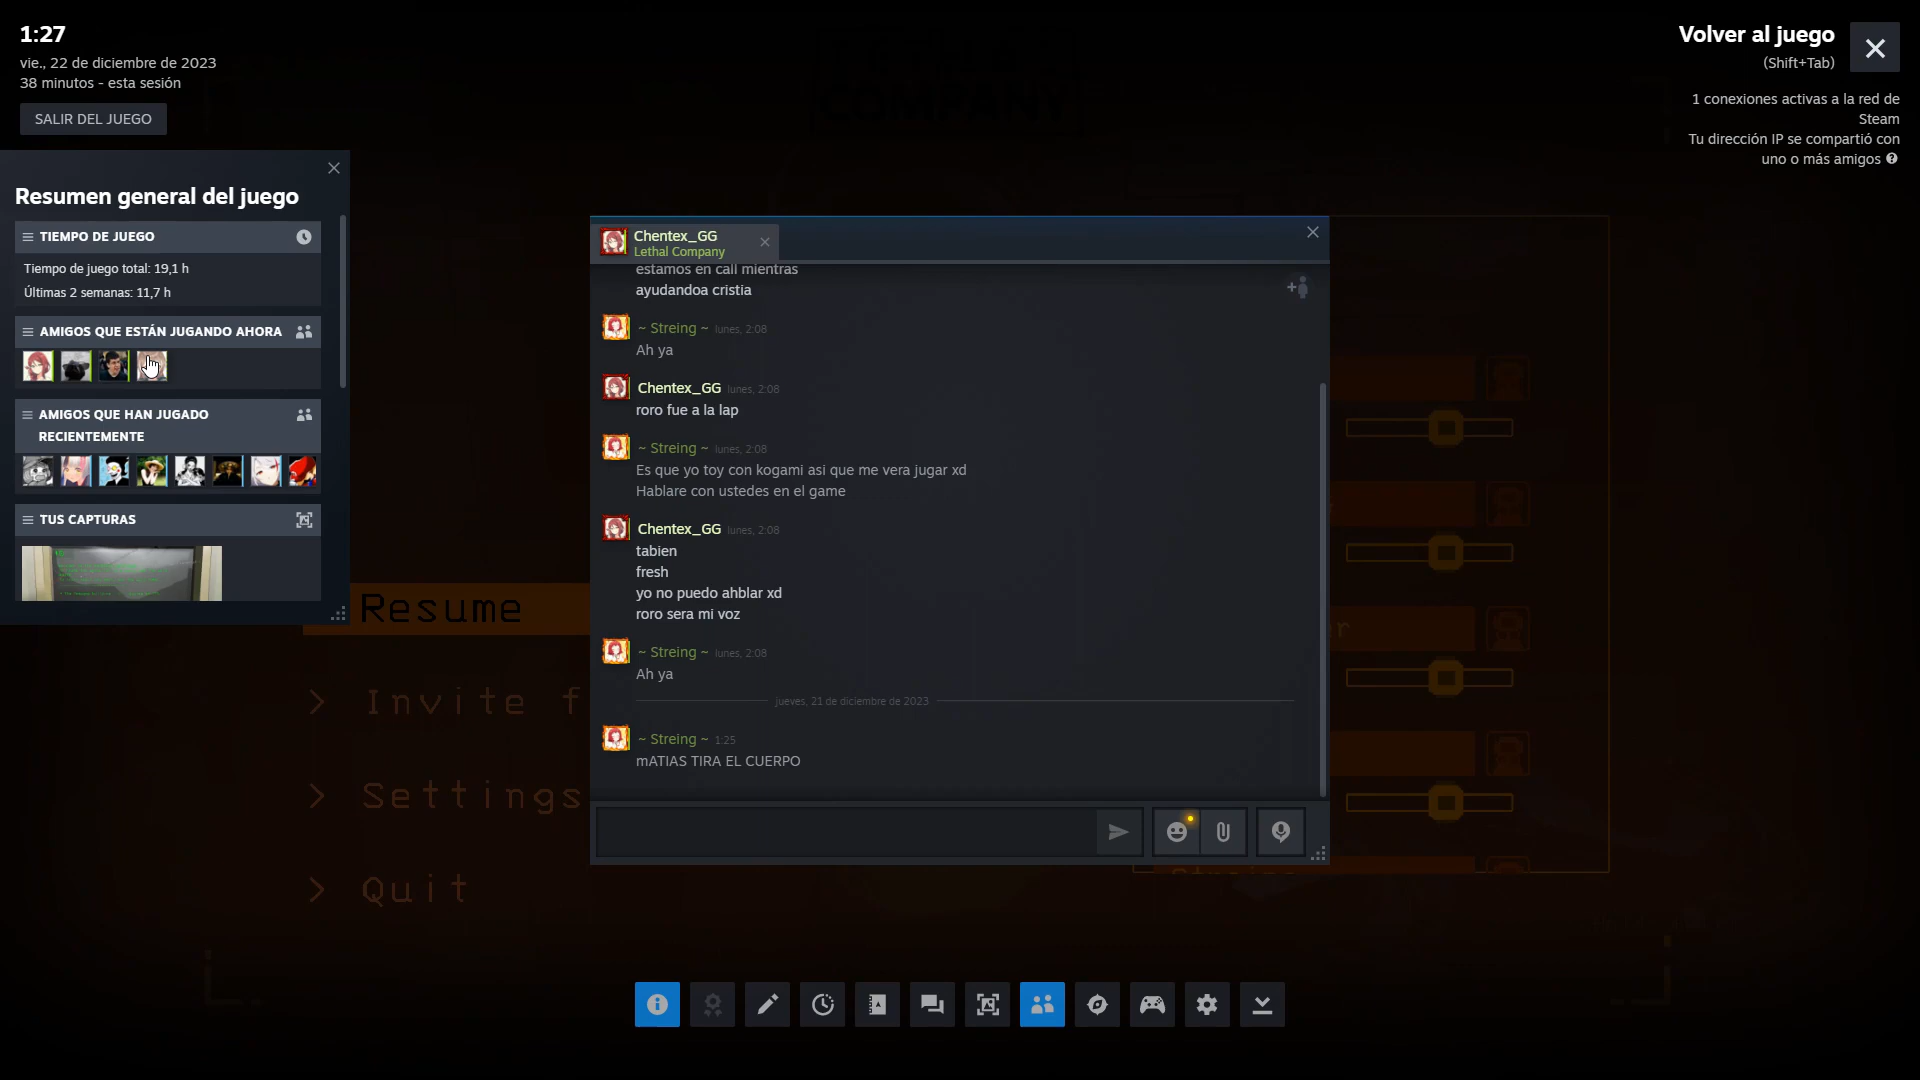 1:27
vie., 22 de diciembre de 2023
38 minutos - esta sesión
SALIR DEL JUEGO
Volver al juego
(Shift+Tab)
1 conexiones activas a la red de
Steam
Tu dirección IP se compartió con
uno o más amigos
COMPANY
Resumen general del juego
TIEMPO DE JUEGO
Tiempo de juego total: 19,1 h
Últimas 2 semanas: 11,7 h
AMIGOS QUE ESTÁN JUGANDO AHORA
AMIGOS QUE HAN JUGADO
RECIENTEMENTE
TUS CAPTURAS
Chentex_GG
Lethal Company
estamos en call mientras
ayudandoa cristia
~ Streing ~ lunes, 2:08
Ah ya
Chentex_GG lunes, 2:08
roro fue a la lap
~ Streing ~ lunes, 2:08
Es que yo toy con kogami asi que me vera jugar xd
Hablare con ustedes en el game
Chentex_GG lunes, 2:08
tabien
fresh
yo no puedo ahblar xd
roro sera mi voz
~ Streing ~ lunes, 2:08
Ah ya
jueves, 21 de diciembre de 2023
~ Streing ~ 1:25
mATIAS TIRA EL CUERPO
Resume
> Invite f
> Settings
> Quit